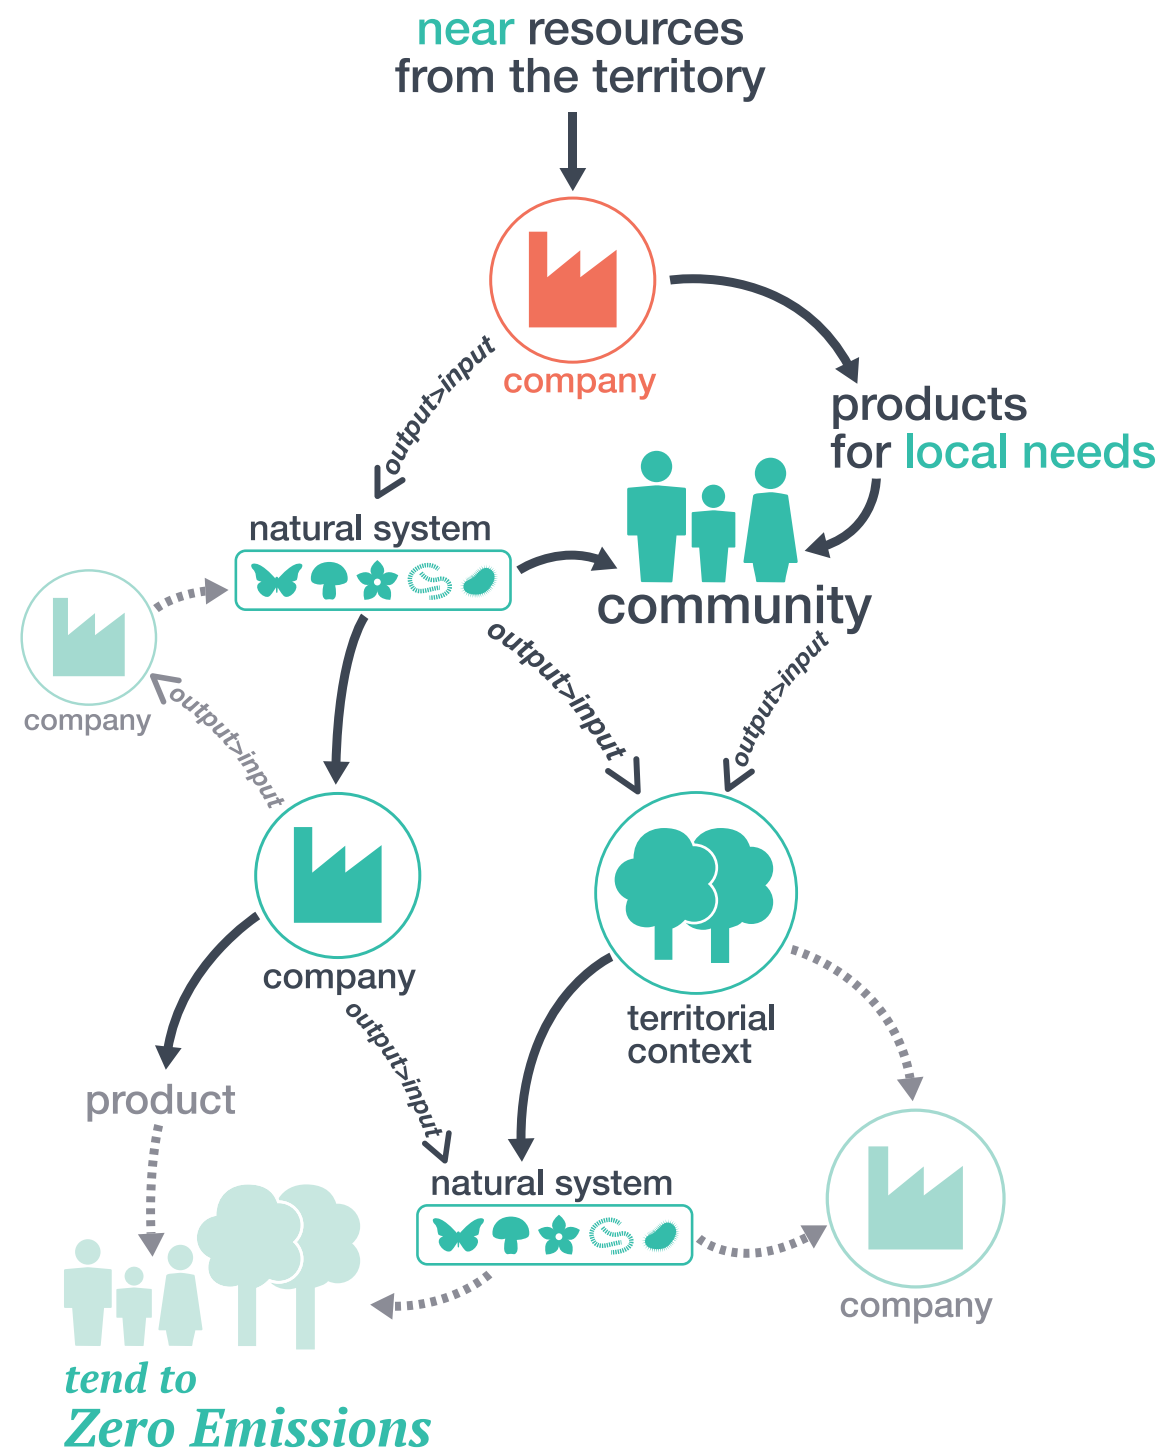 near resources
from the territory
company
output>input
products
for local needs
natural system
community
company
output>input
output>input
output>input
company
territorial
context
output>input
product
natural system
company
tend to
Zero Emissions